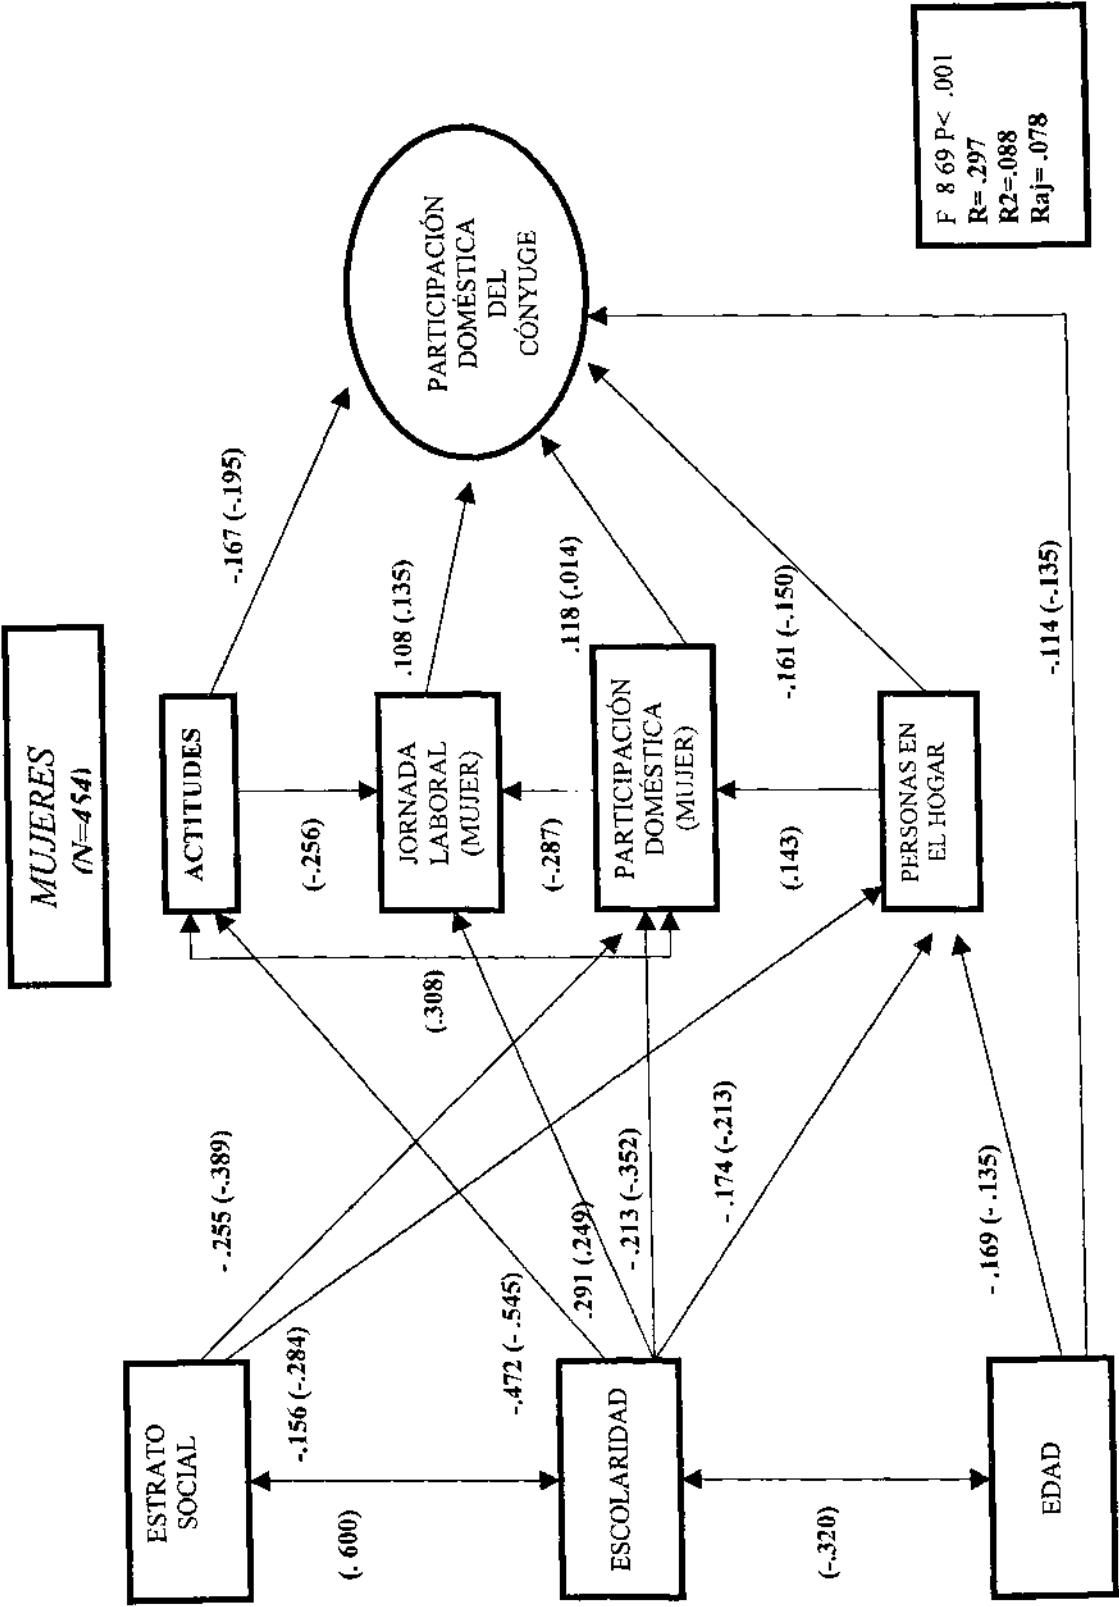 MUJERES
(N=454)
ESTRATO
SOCIAL
ESCOLARIDAD
EDAD
(. 600)
(-.320)
-.156 (-.284)
- .255 (-.389)
-.472 (- .545)
.291 (.249)
-.213 (-.352)
- .174 (-.213)
-.169 (- .135)
ACTITUDES
JORNADA
LABORAL
(MUJER)
PARTICIPACIÓN
DOMÉSTICA
(MUJER)
PERSONAS EN
EL HOGAR
(.308)
(-.256)
(-.287)
(.143)
-.167 (-.195)
.108 (.135)
.118 (.014)
-.161 (-.150)
-.114 (-.135)
PARTICIPACIÓN
DOMÉSTICA
DEL
CÓNYUGE
F 8 69 P< .001
R= .297
R2=.088
Raj= .078